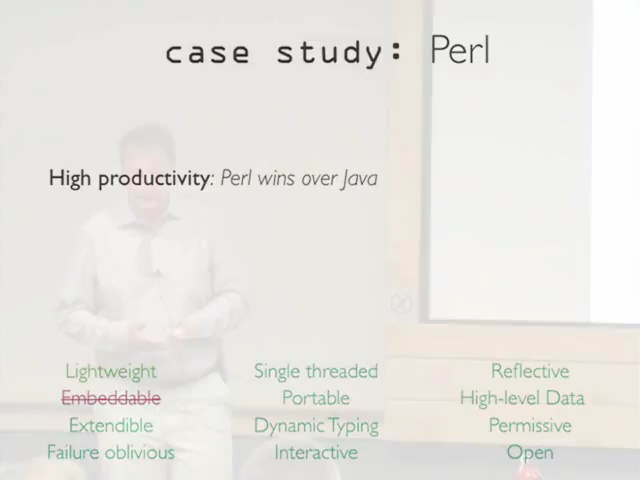 case study: Perl
High productivity: Perl wins over Java
Lightweight Single threaded Reflective
Embeddable Portable High-level Data
Extendible Dynamic Typing Permissive
Failure oblivious Interactive Open